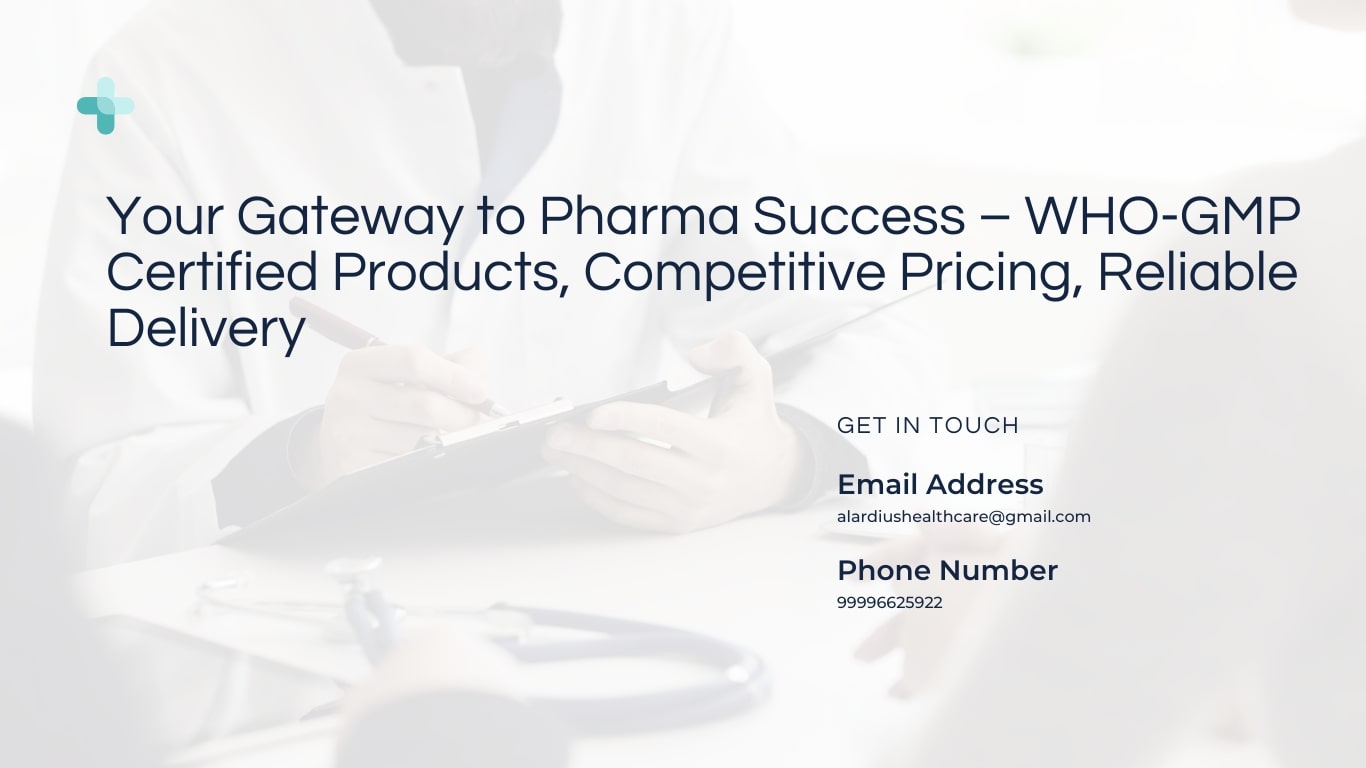 Your Gateway to Pharma Success – WHO-GMP
Certified Products, Competitive Pricing, Reliable
Delivery
GET IN TOUCH
Email Address
alardiushealthcare@gmail.com
Phone Number
99996625922